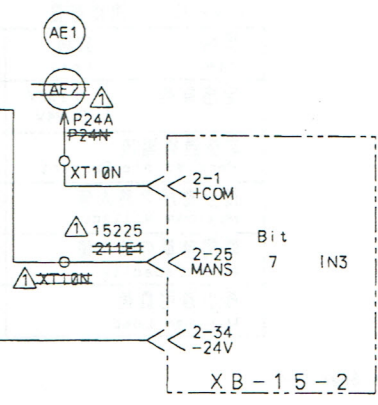 AE1
AE2
1
P24A
P24N
XT10N
2-1
+COM
1 15225
211E1
2-25
MANS
Bit
7 IN3
1 XT10N
2-34
-24V
XB-15-2